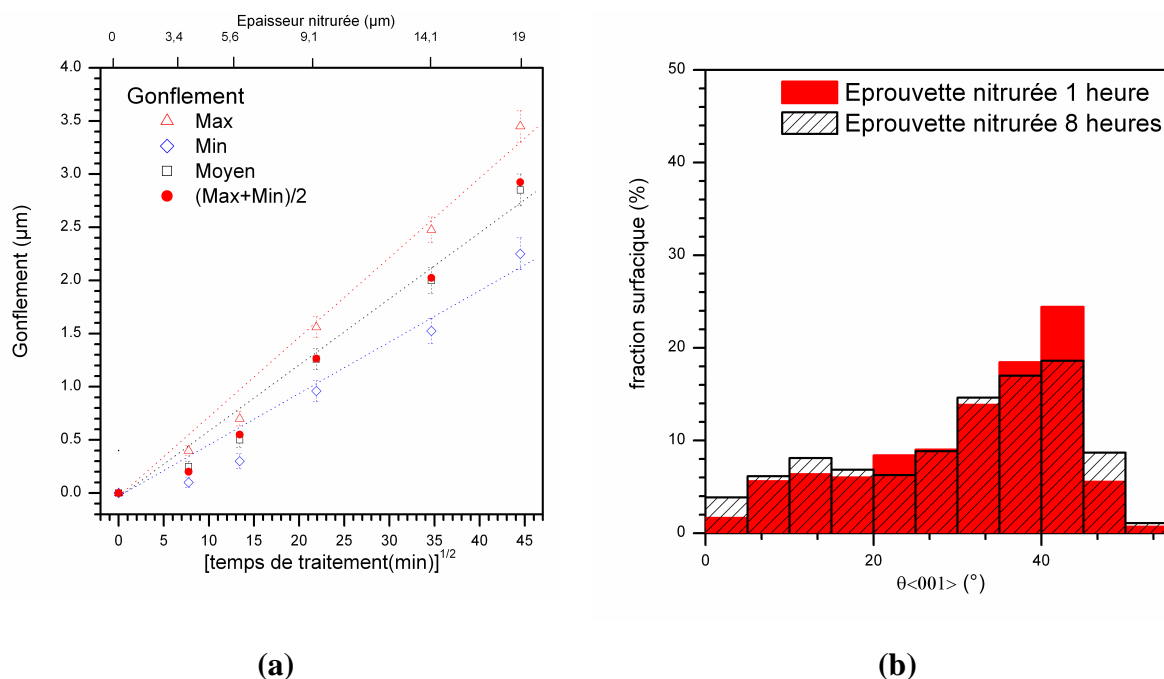 Epaisseur nitrurée (µm)
0 3,4 5,6 9,1 14,1 19
4.0
3.5
3.0
2.5
2.0
1.5
1.0
0.5
0.0
Gonflement (µm)
Gonflement
Max
Min
Moyen
(Max+Min)/2
0 5 10 15 20 25 30 35 40 45
[temps de traitement(min)]^1/2
(a)
50
40
30
20
10
0
fraction surfacique (%)
Eprouvette nitrurée 1 heure
Eprouvette nitrurée 8 heures
0 20 40
θ<001> (°)
(b)